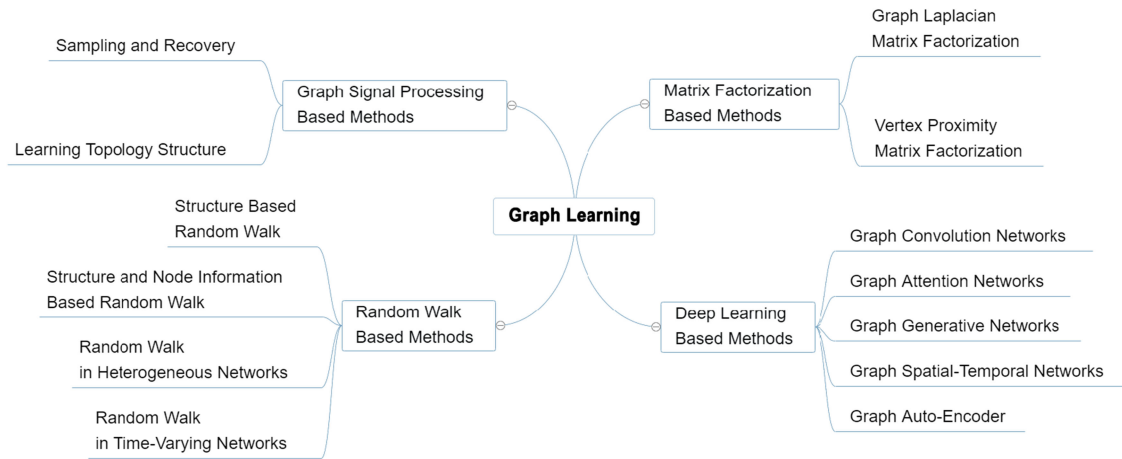 Graph Learning
Graph Signal Processing
Based Methods
Sampling and Recovery
Learning Topology Structure
Random Walk
Based Methods
Structure Based
Random Walk
Structure and Node Information
Based Random Walk
Random Walk
in Heterogeneous Networks
Random Walk
in Time-Varying Networks
Matrix Factorization
Based Methods
Graph Laplacian
Matrix Factorization
Vertex Proximity
Matrix Factorization
Deep Learning
Based Methods
Graph Convolution Networks
Graph Attention Networks
Graph Generative Networks
Graph Spatial-Temporal Networks
Graph Auto-Encoder